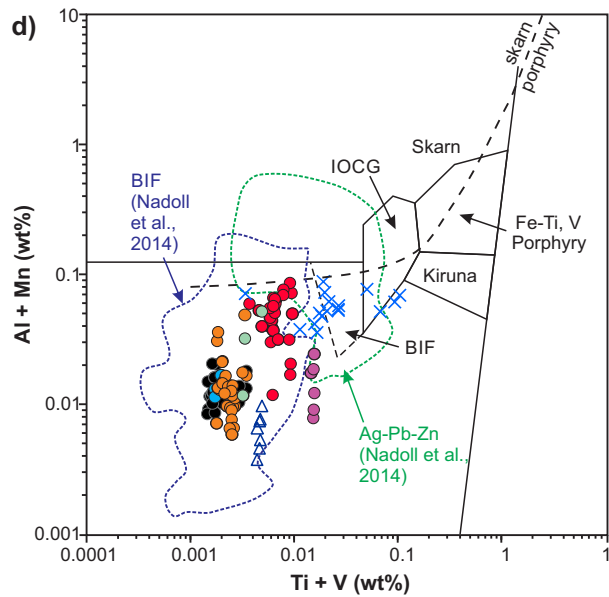 d)
10
1
0.1
0.01
0.001
Al + Mn (wt%)
skarn
porphyry
Skarn
IOCG
BIF
(Nadoll
et al.,
2014)
Fe-Ti, V
Porphyry
Kiruna
BIF
Ag-Pb-Zn
(Nadoll et al.,
2014)
0.0001
0.001
0.01
0.1
1
10
Ti + V (wt%)